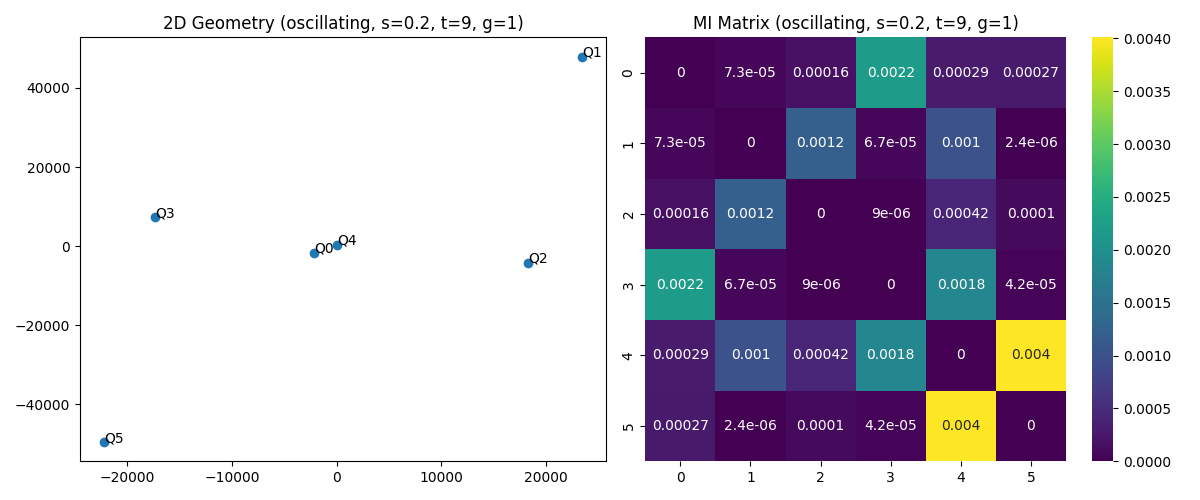 2D Geometry (oscillating, s=0.2, t=9, g=1)
40000
20000
0
−20000
−40000
−20000 −10000 0 10000 20000
Q1
Q3
Q4
Q0
Q2
Q5
MI Matrix (oscillating, s=0.2, t=9, g=1)
0 0 7.3e-05 0.00016 0.0022 0.00029 0.00027
1 7.3e-05 0 0.0012 6.7e-05 0.001 2.4e-06
2 0.00016 0.0012 0 9e-06 0.00042 0.0001
3 0.0022 6.7e-05 9e-06 0 0.0018 4.2e-05
4 0.00029 0.001 0.00042 0.0018 0 0.004
5 0.00027 2.4e-06 0.0001 4.2e-05 0.004 0
0 1 2 3 4 5
0.0040
0.0035
0.0030
0.0025
0.0020
0.0015
0.0010
0.0005
0.0000